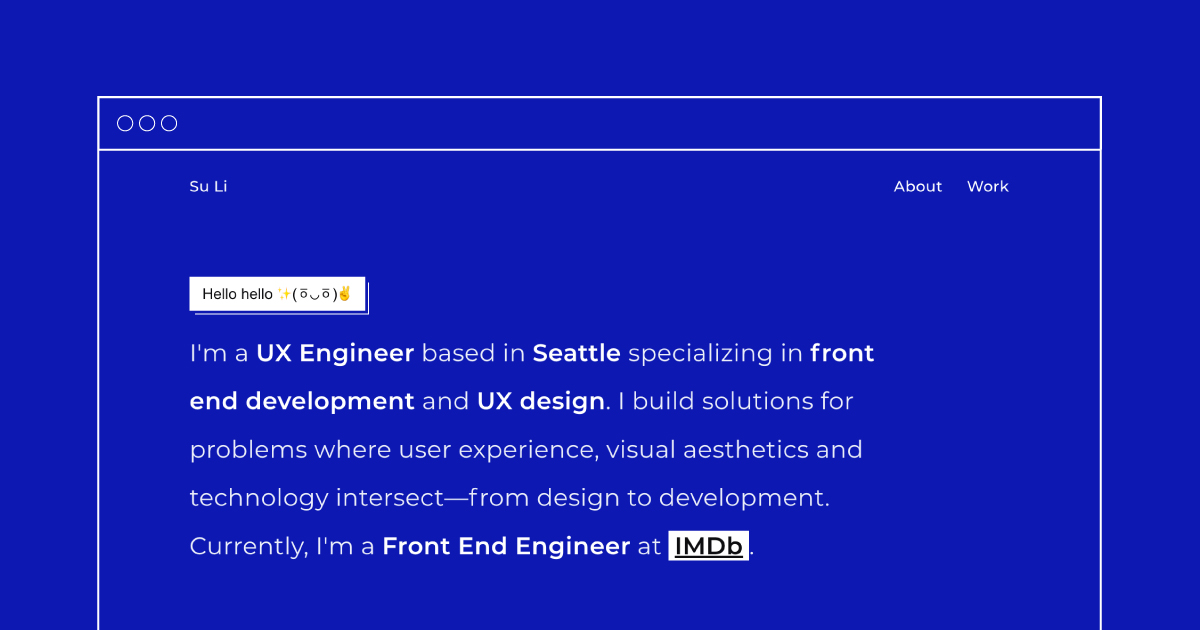 Su Li
About Work
Hello hello ✨(ㆆ◡ㆆ)✌
I'm a UX Engineer based in Seattle specializing in front
end development and UX design. I build solutions for
problems where user experience, visual aesthetics and
technology intersect—from design to development.
Currently, I'm a Front End Engineer at IMDb.